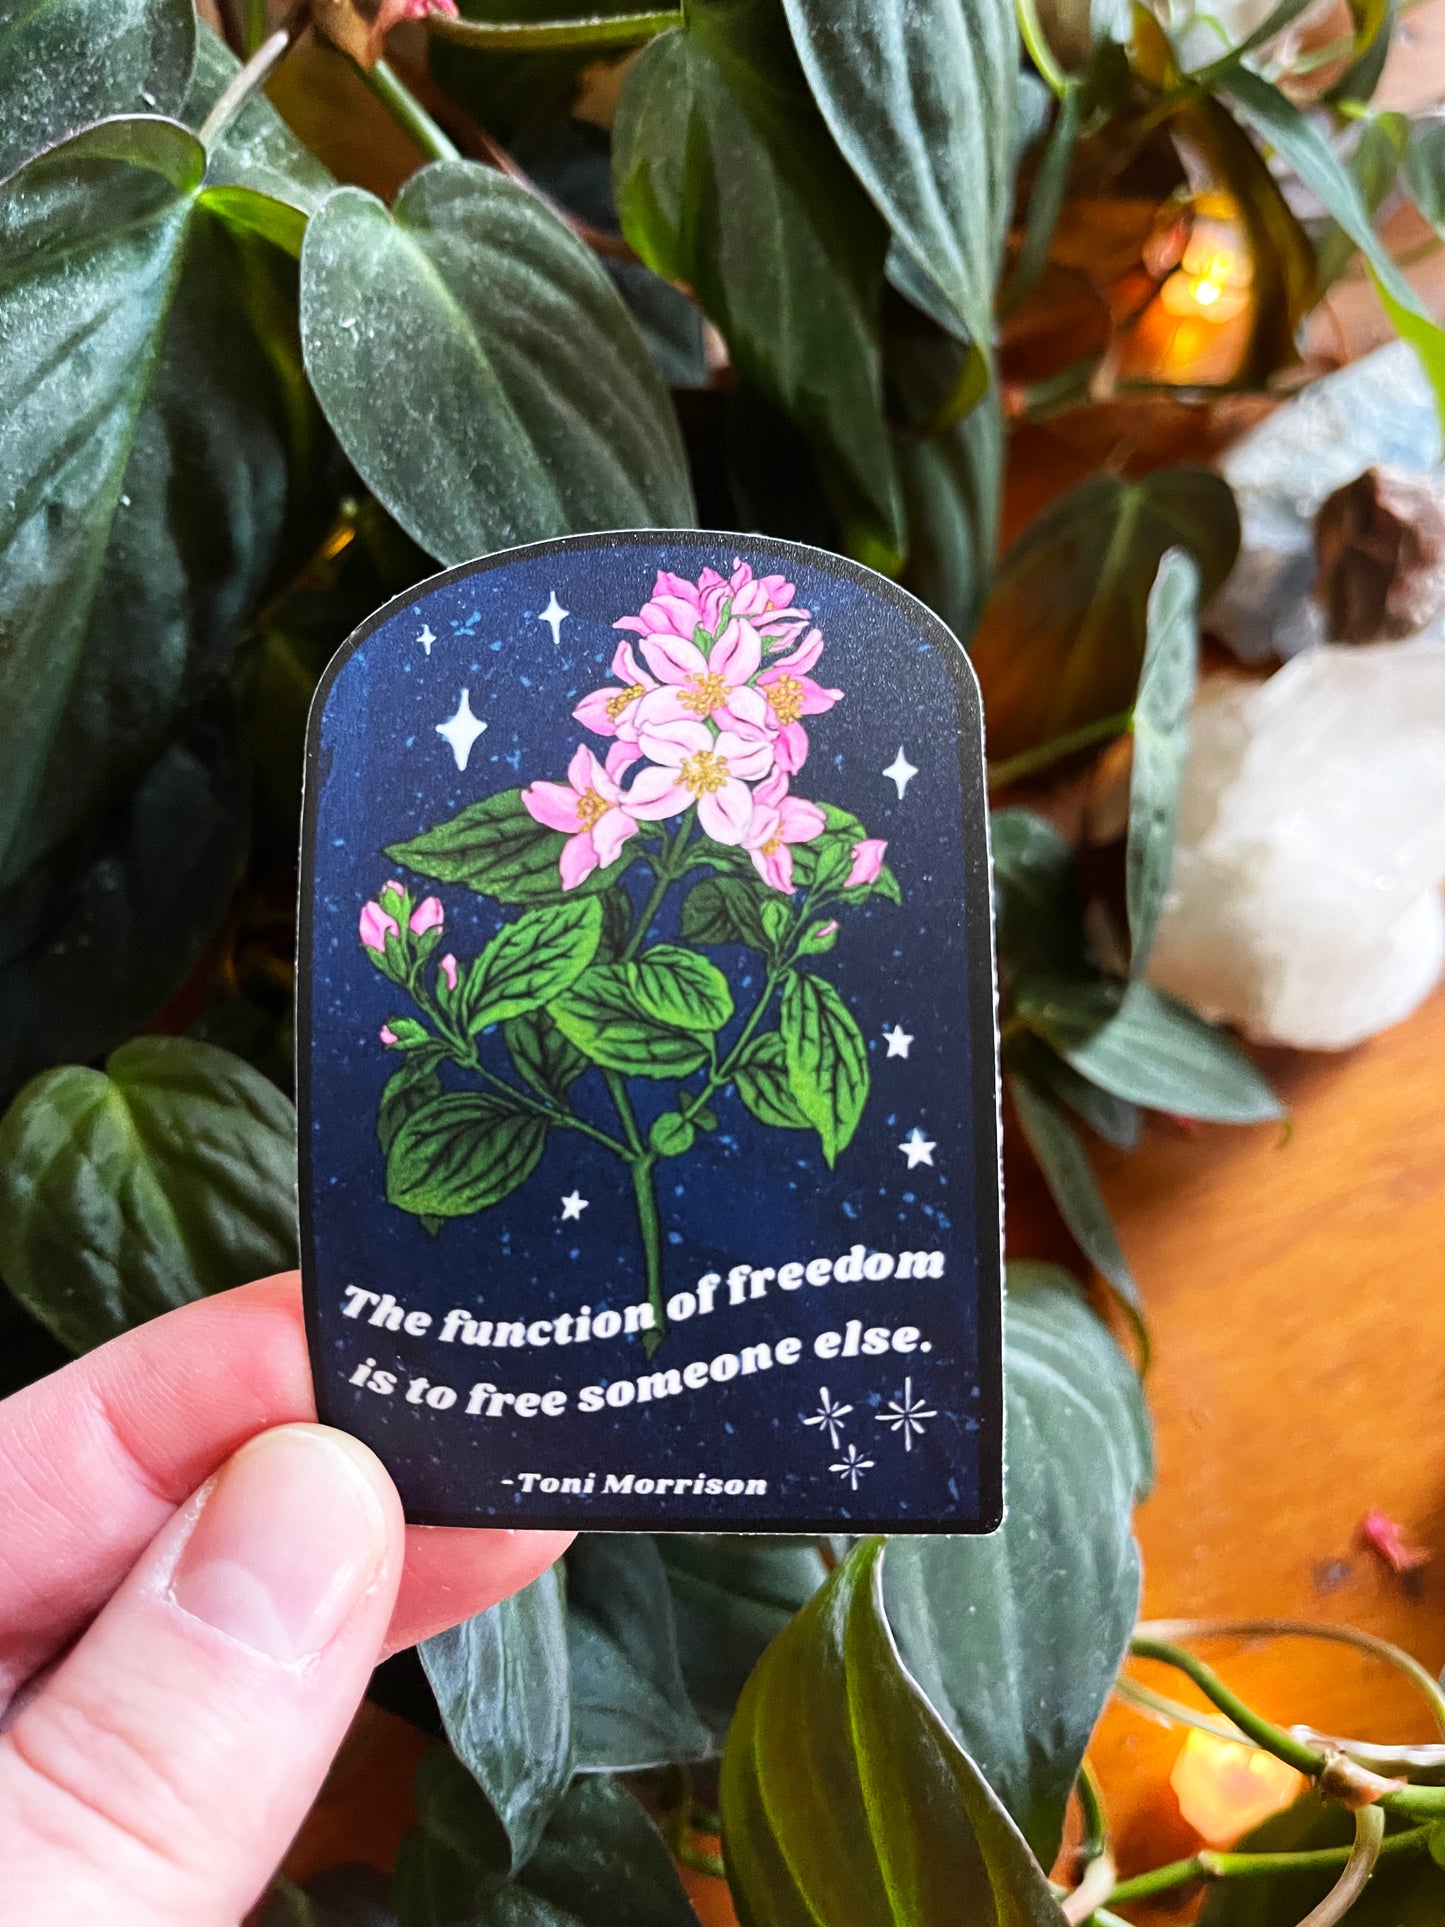 The function of freedom
is to free someone else.
-Toni Morrison